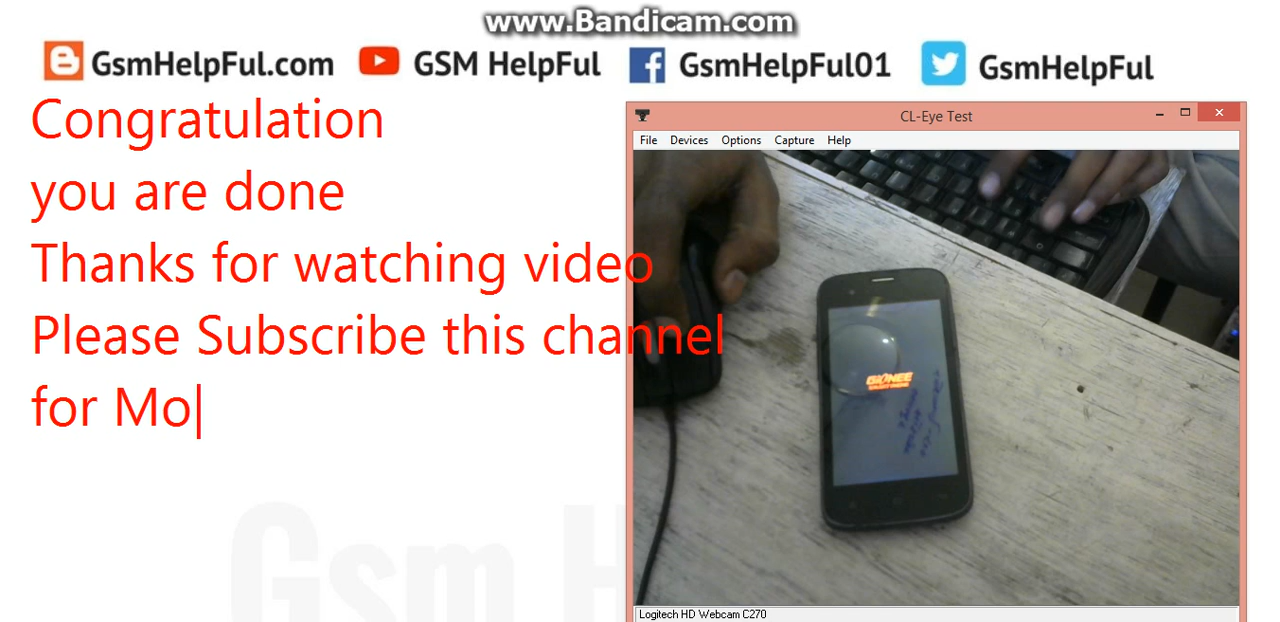 www.Bandicam.com
GsmHelpFul.com GSM HelpFul GsmHelpFul01 GsmHelpFul
Congratulation
you are done
Thanks for watching video
Please Subscribe this channel
for Mo
CL-Eye Test
File Devices Options Capture Help
GIONEE
Gsm H
Logitech HD Webcam C270